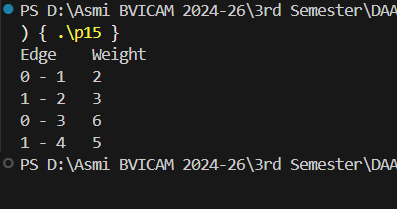 PS D:\Asmi BVICAM 2024-26\3rd Semester\DAA
) { .\p15 }
Edge    Weight
0 - 1   2
1 - 2   3
0 - 3   6
1 - 4   5
PS D:\Asmi BVICAM 2024-26\3rd Semester\DAA